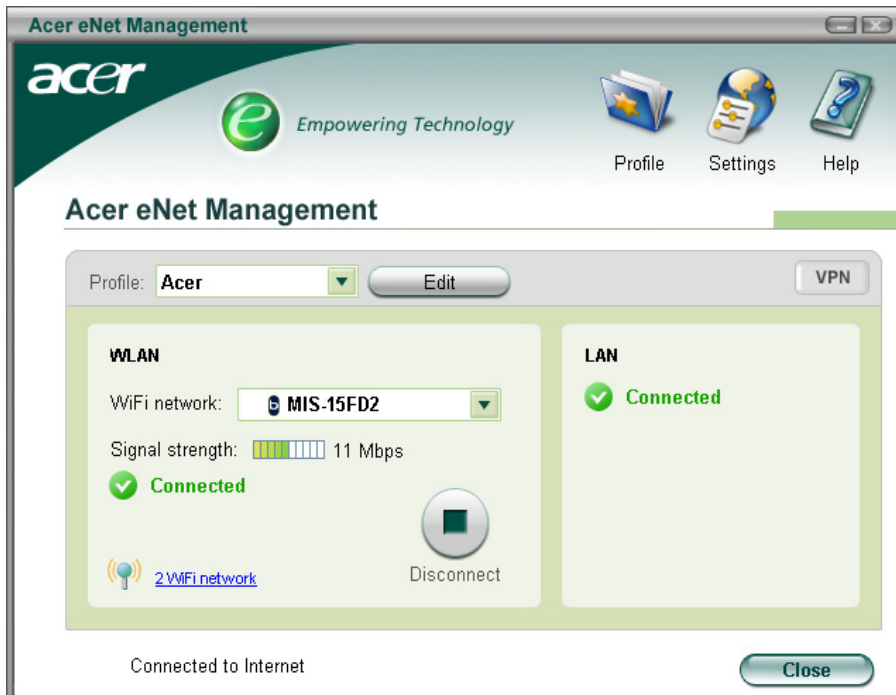 Acer eNet Management
acer
e Empowering Technology
Profile Settings Help
Acer eNet Management
Profile: Acer Edit VPN
WLAN
WiFi network: b MIS-15FD2
Signal strength: 11 Mbps
Connected
2 WiFi network
Disconnect
LAN
Connected
Connected to Internet
Close